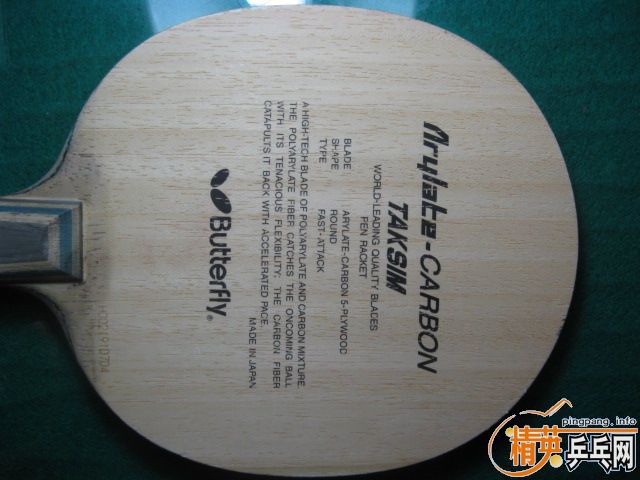 Arylate-CARBON
TAKSIM
PEN RACKET
WORLD-LEADING QUALITY BLADES
BLADE ARYLATE-CARBON 5-PLYWOOD
SHAPE ROUND
TYPE FAST-ATTACK
A HIGH-TECH BLADE OF POLYARYLATE AND CARBON MIXTURE.
THE POLYARYLATE FIBER CATCHES THE ONCOMING BALL
WITH ITS TENACIOUS FLEXIBILITY: THE CARBON FIBER
CATAPULTS IT BACK WITH ACCELERATED PACE.
MADE IN JAPAN
Butterfly®
pingpang.info
精英乒乓网